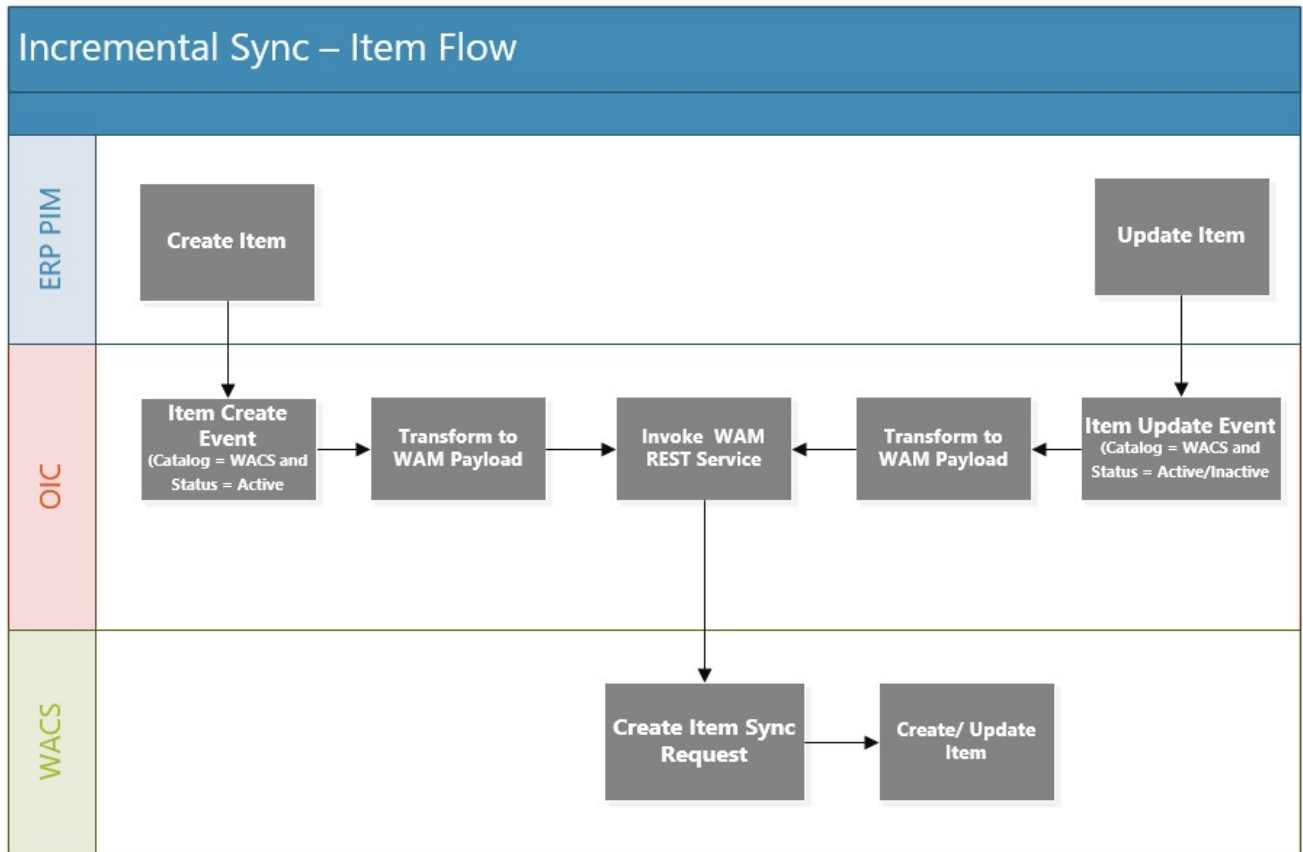 Incremental Sync – Item Flow
ERP PIM
Create Item
Update Item
OIC
Item Create
Event
(Catalog = WACS and
Status = Active
Transform to
WAM Payload
Invoke WAM
REST Service
Transform to
WAM Payload
Item Update Event
(Catalog = WACS and
Status = Active/Inactive
WACS
Create Item Sync
Request
Create/ Update
Item